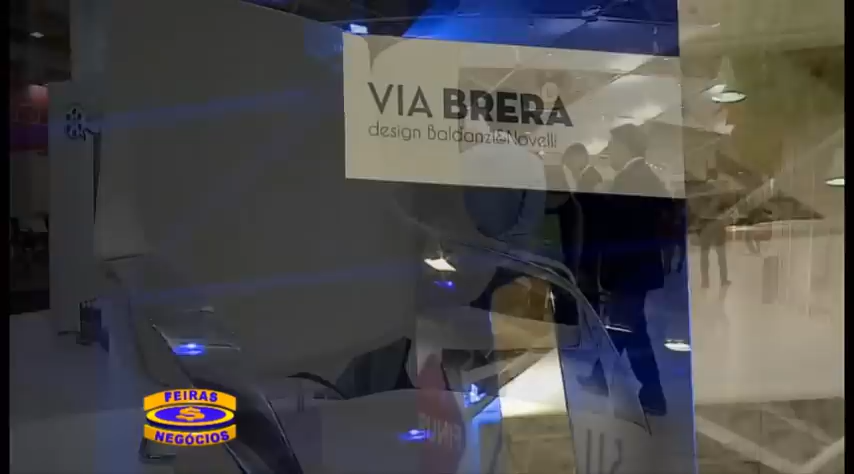 VIA BRERA
design Baldanzi&Novelli
FEIRAS
$
NEGÓCIOS